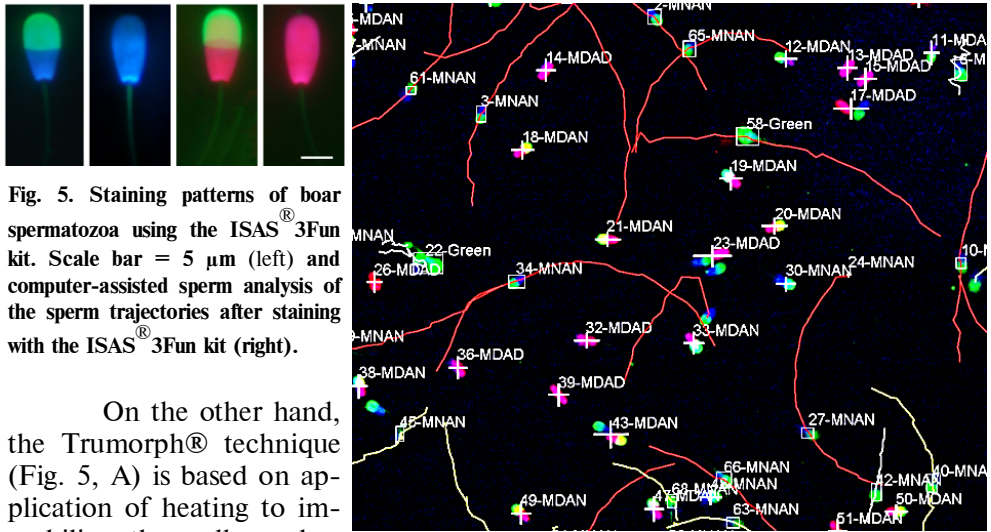 Fig. 5. Staining patterns of boar
spermatozoa using the ISAS®3Fun
kit. Scale bar = 5 µm (left) and
computer-assisted sperm analysis of
the sperm trajectories after staining
with the ISAS®3Fun kit (right).
On the other hand,
the Trumorph® technique
(Fig. 5, A) is based on ap-
plication of heating to im-
2-MNAN
65-MNAN
12-MDAN
11-MDA
13-MDAD
15-MDAD
14-MDAD
61-MNAN
3-MNAN
17-MDAD
58-Green
18-MDAN
19-MDAN
20-MDAN
21-MDAN
MNAN
22-Green
23-MDAD
26-MDAD
34-MNAN
24-MNAN
30-MNAN
10-M
9-MNAN
32-MDAD
33-MDAN
36-MDAD
38-MDAN
39-MDAD
45-MNAN
43-MDAN
27-MNAN
66-MNAN
42-MNAN
40-MNA
49-MDAN
47-MDAN
68-MNAN
63-MNAN
50-MDAN
51-MDAN